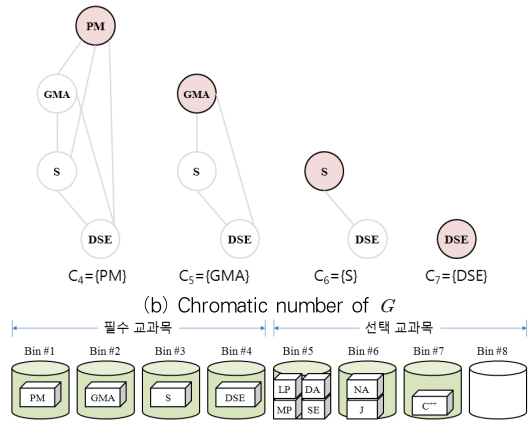 PM
GMA
GMA
S
S
S
DSE
DSE
DSE
DSE
C₄={PM}
C₅={GMA}
C₆={S}
C₇={DSE}
(b) Chromatic number of G
필수 교과목
선택 교과목
Bin #1 Bin #2 Bin #3 Bin #4 Bin #5 Bin #6 Bin #7 Bin #8
PM GMA S DSE
LP DA
MP SE
NA
J
C⁺⁺